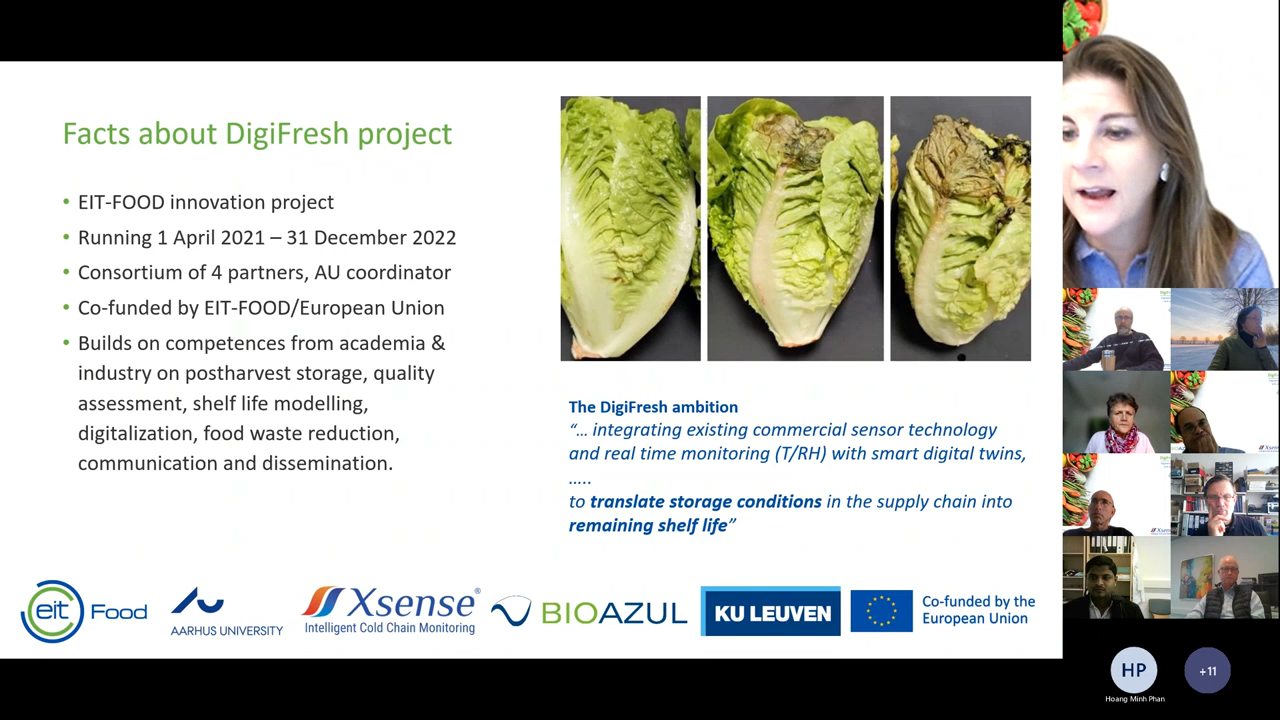 Facts about DigiFresh project
• EIT-FOOD innovation project
• Running 1 April 2021 – 31 December 2022
• Consortium of 4 partners, AU coordinator
• Co-funded by EIT-FOOD/European Union
• Builds on competences from academia &
industry on postharvest storage, quality
assessment, shelf life modelling,
digitalization, food waste reduction,
communication and dissemination.
The DigiFresh ambition
“... integrating existing commercial sensor technology
and real time monitoring (T/RH) with smart digital twins,
.....
to translate storage conditions in the supply chain into
remaining shelf life”
eit Food
AARHUS UNIVERSITY
Xsense®
Intelligent Cold Chain Monitoring
BIOAZUL
KU LEUVEN
Co-funded by the
European Union
HP
+11
Hoang Minh Phan